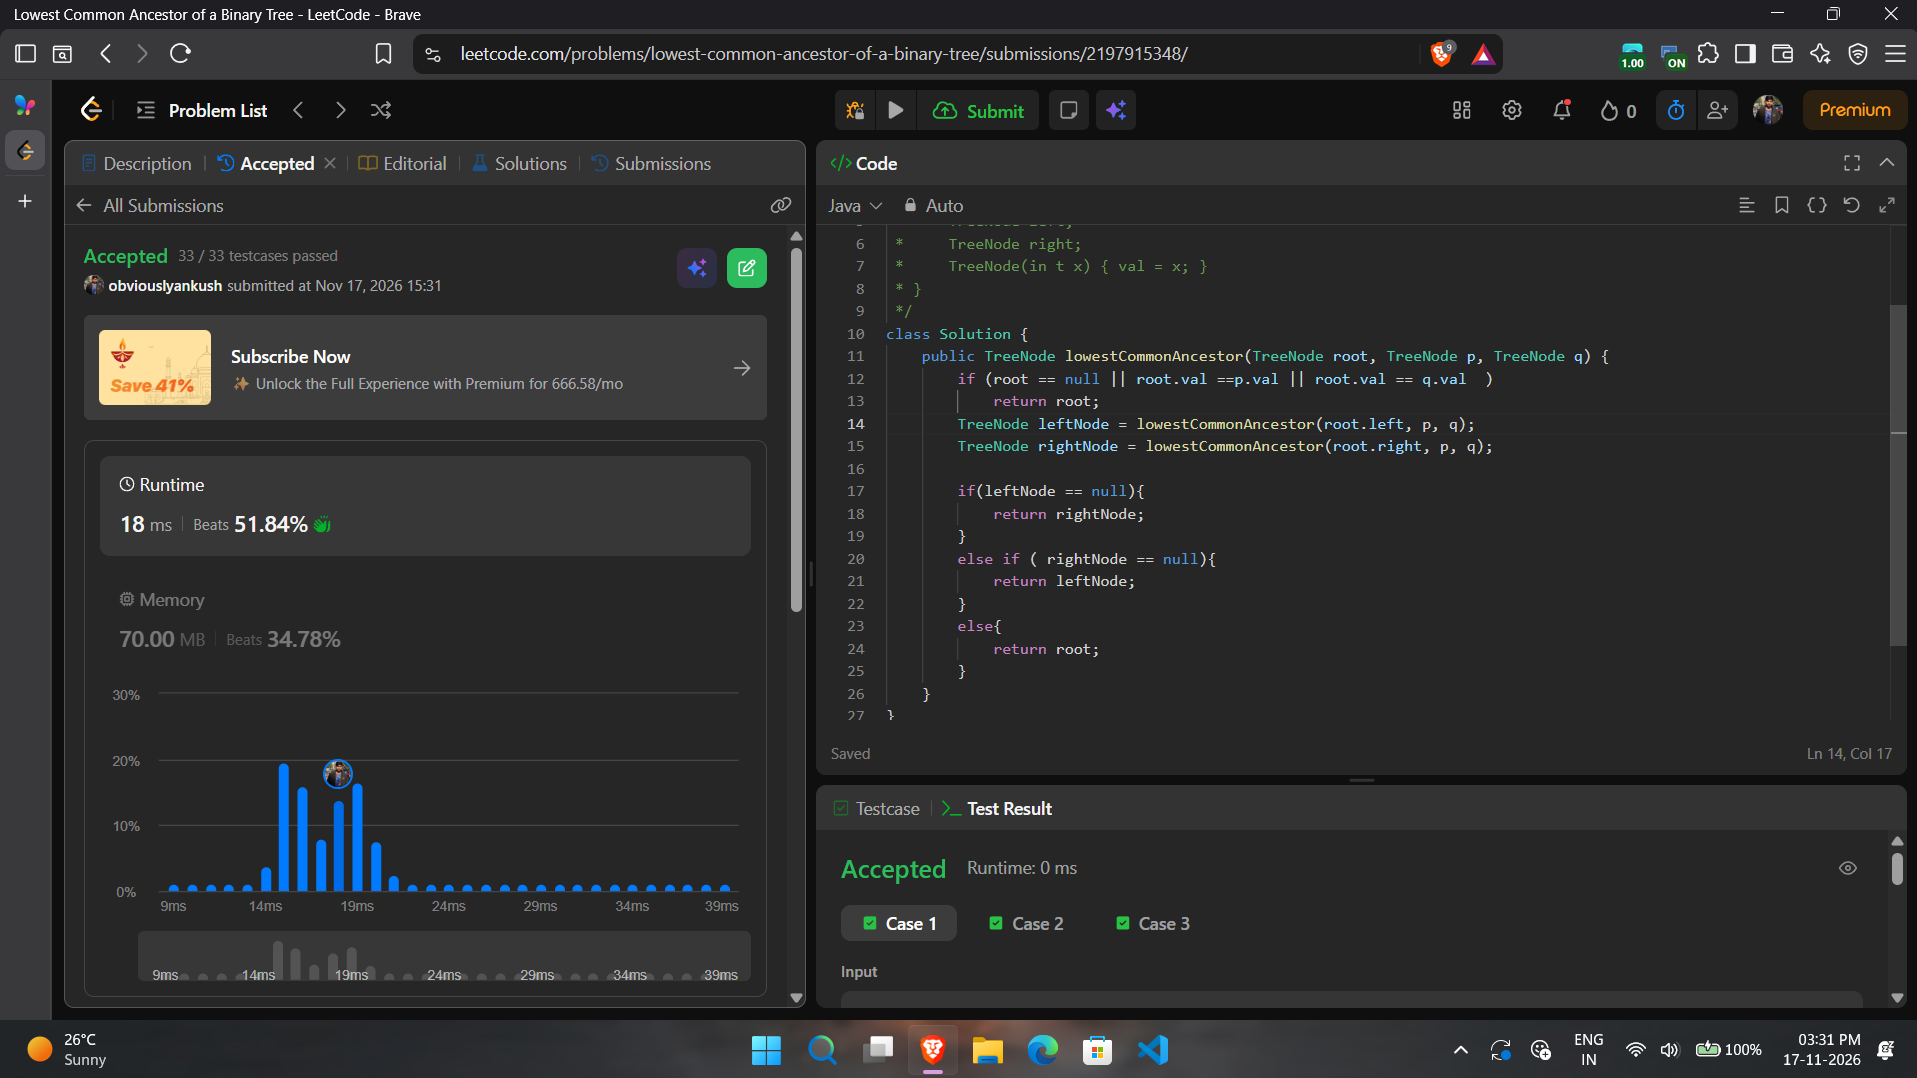 Lowest Common Ancestor of a Binary Tree - LeetCode - Brave
leetcode.com/problems/lowest-common-ancestor-of-a-binary-tree/submissions/2197915348/
9
1.00
ON
Problem List
Submit
0
Premium
Description
Accepted
Editorial
Solutions
Submissions
All Submissions
Accepted 33 / 33 testcases passed
obviouslyankush submitted at Nov 17, 2026 15:31
Save 41%
Subscribe Now
✨ Unlock the Full Experience with Premium for 666.58/mo
Runtime
18 ms | Beats 51.84%
Memory
70.00 MB | Beats 34.78%
30%
20%
10%
0%
9ms 14ms 19ms 24ms 29ms 34ms 39ms
9ms 14ms 19ms 24ms 29ms 34ms 39ms
</> Code
Java
Auto
5 * TreeNode left;
6 * TreeNode right;
7 * TreeNode(in t x) { val = x; }
8 * }
9 */
10 class Solution {
11 public TreeNode lowestCommonAncestor(TreeNode root, TreeNode p, TreeNode q) {
12 if (root == null || root.val ==p.val || root.val == q.val  )
13 return root;
14 TreeNode leftNode = lowestCommonAncestor(root.left, p, q);
15 TreeNode rightNode = lowestCommonAncestor(root.right, p, q);
16
17 if(leftNode == null){
18 return rightNode;
19 }
20 else if ( rightNode == null){
21 return leftNode;
22 }
23 else{
24 return root;
25 }
26 }
27 }
Saved
Ln 14, Col 17
Testcase
>_ Test Result
Accepted Runtime: 0 ms
Case 1
Case 2
Case 3
Input
26°C
Sunny
ENG
IN
100%
03:31 PM
17-11-2026